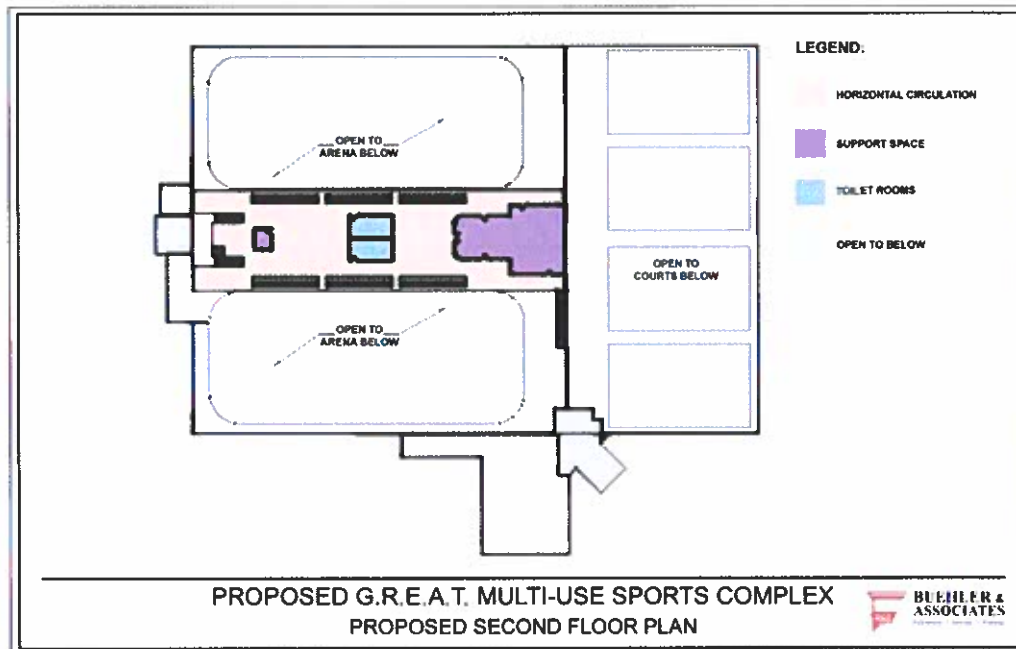 LEGEND:
HORIZONTAL CIRCULATION
SUPPORT SPACE
TOILET ROOMS
OPEN TO BELOW
OPEN TO
ARENA BELOW
OPEN TO
COURTS BELOW
OPEN TO
ARENA BELOW
PROPOSED G.R.E.A.T. MULTI-USE SPORTS COMPLEX
PROPOSED SECOND FLOOR PLAN
BUEHLER &
ASSOCIATES